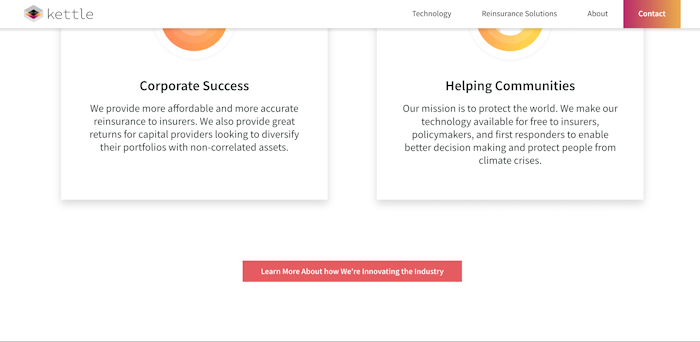 kettle
Technology
Reinsurance Solutions
About
Contact
Corporate Success
We provide more affordable and more accurate
reinsurance to insurers. We also provide great
returns for capital providers looking to diversify
their portfolios with non-correlated assets.
Helping Communities
Our mission is to protect the world. We make our
technology available for free to insurers,
policymakers, and first responders to enable
better decision making and protect people from
climate crises.
Learn More About how We're Innovating the Industry